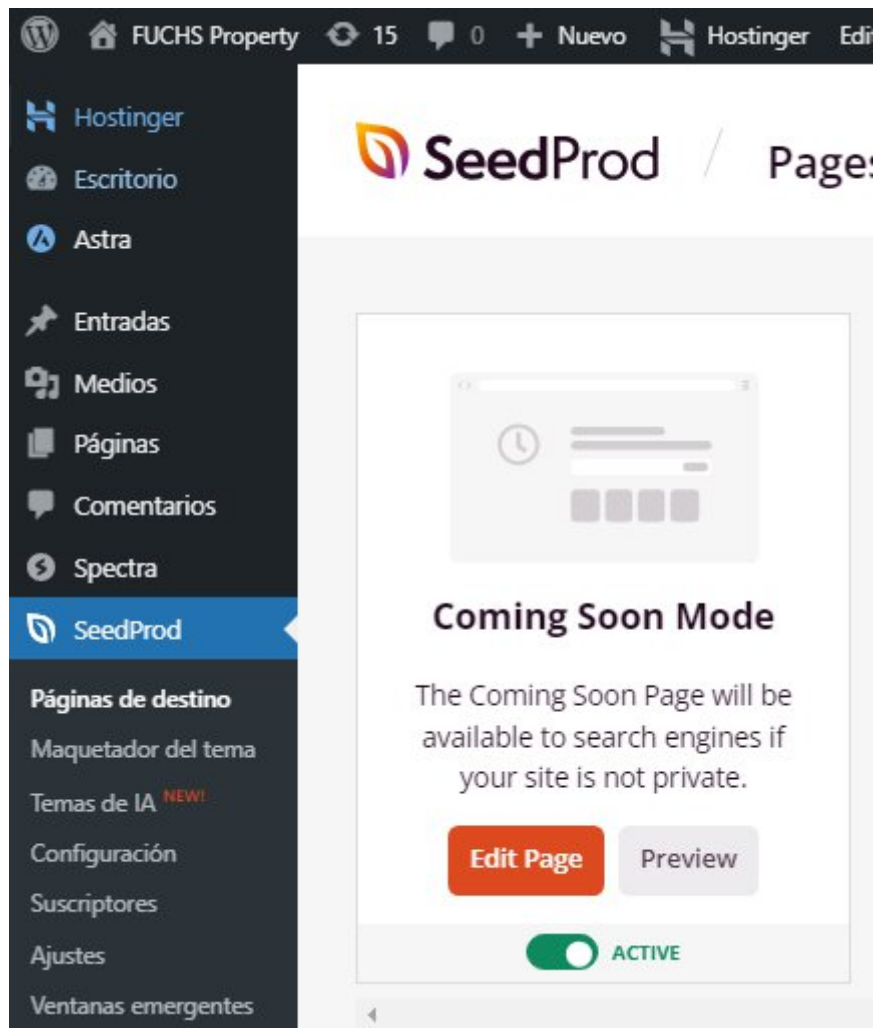 FUCHS Property 15 0 + Nuevo Hostinger Edit
Hostinger
Escritorio
Astra
Entradas
Medios
Páginas
Comentarios
Spectra
SeedProd
Páginas de destino
Maquetador del tema
Temas de IA NEW!
Configuración
Suscriptores
Ajustes
Ventanas emergentes
SeedProd / Pages
Coming Soon Mode
The Coming Soon Page will be
available to search engines if
your site is not private.
Edit Page Preview
ACTIVE